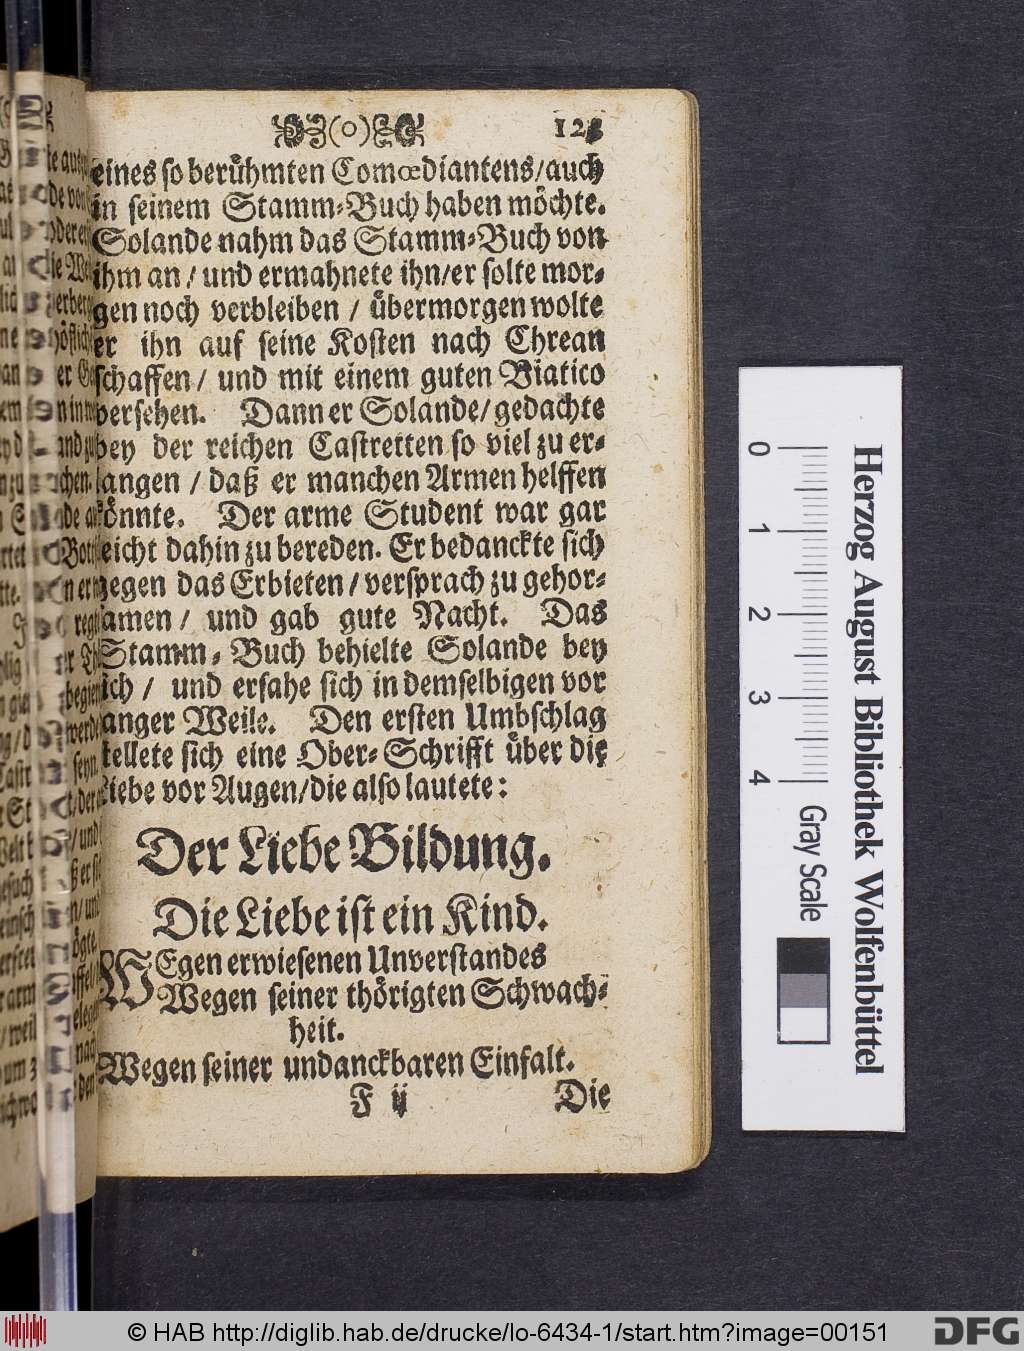 (o) 123
eines so berühmten Comœdiantens/auch
in seinem Stamm-Buch haben möchte.
Solande nahm das Stamm-Buch von
ihm an/ und ermahnete ihn/er solte mor-
gen noch verbleiben / übermorgen wolte
er ihn auf seine Kosten nach Chrean
schaffen/ und mit einem guten Viatico
versehen. Dann er Solande/gedachte
bey der reichen Castretten so viel zu er-
langen / daß er manchen Armen helffen
könnte. Der arme Student war gar
leicht dahin zu bereden. Er bedanckte sich
gegen das Erbieten/versprach zu gehor-
samen/ und gab gute Nacht. Das
Stamm-Buch behielte Solande bey
sich/ und ersahe sich in demselbigen vor
langer Weile. Den ersten Umbschlag
stellete sich eine Ober-Schrifft über die
Liebe vor Augen/die also lautete:
Der Liebe Bildung.
Die Liebe ist ein Kind.
WEgen erwiesenen Unverstandes
Wegen seiner thörigten Schwach-
heit.
Wegen seiner undanckbaren Einfalt.
F ij Die
Herzog August Bibliothek Wolfenbüttel
0 1 2 3 4 Gray Scale
© HAB http://diglib.hab.de/drucke/lo-6434-1/start.htm?image=00151 DFG